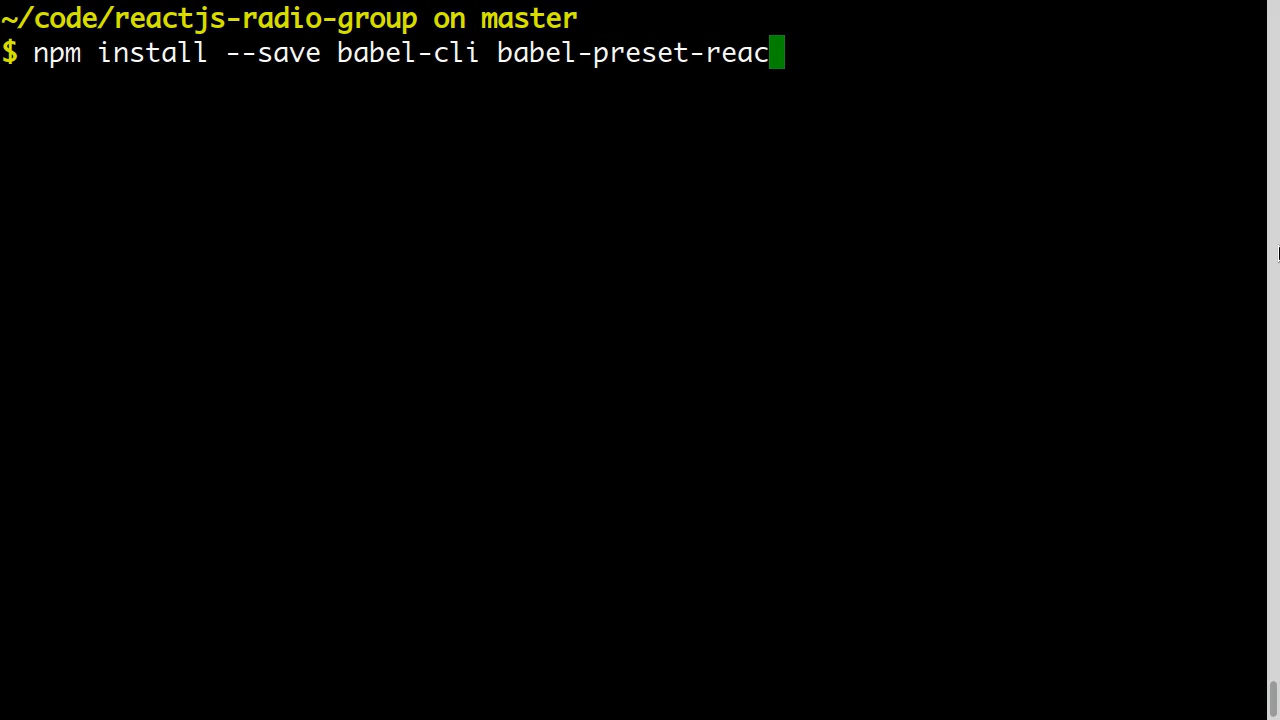 ~/code/reactjs-radio-group on master
$ npm install --save babel-cli babel-preset-reac